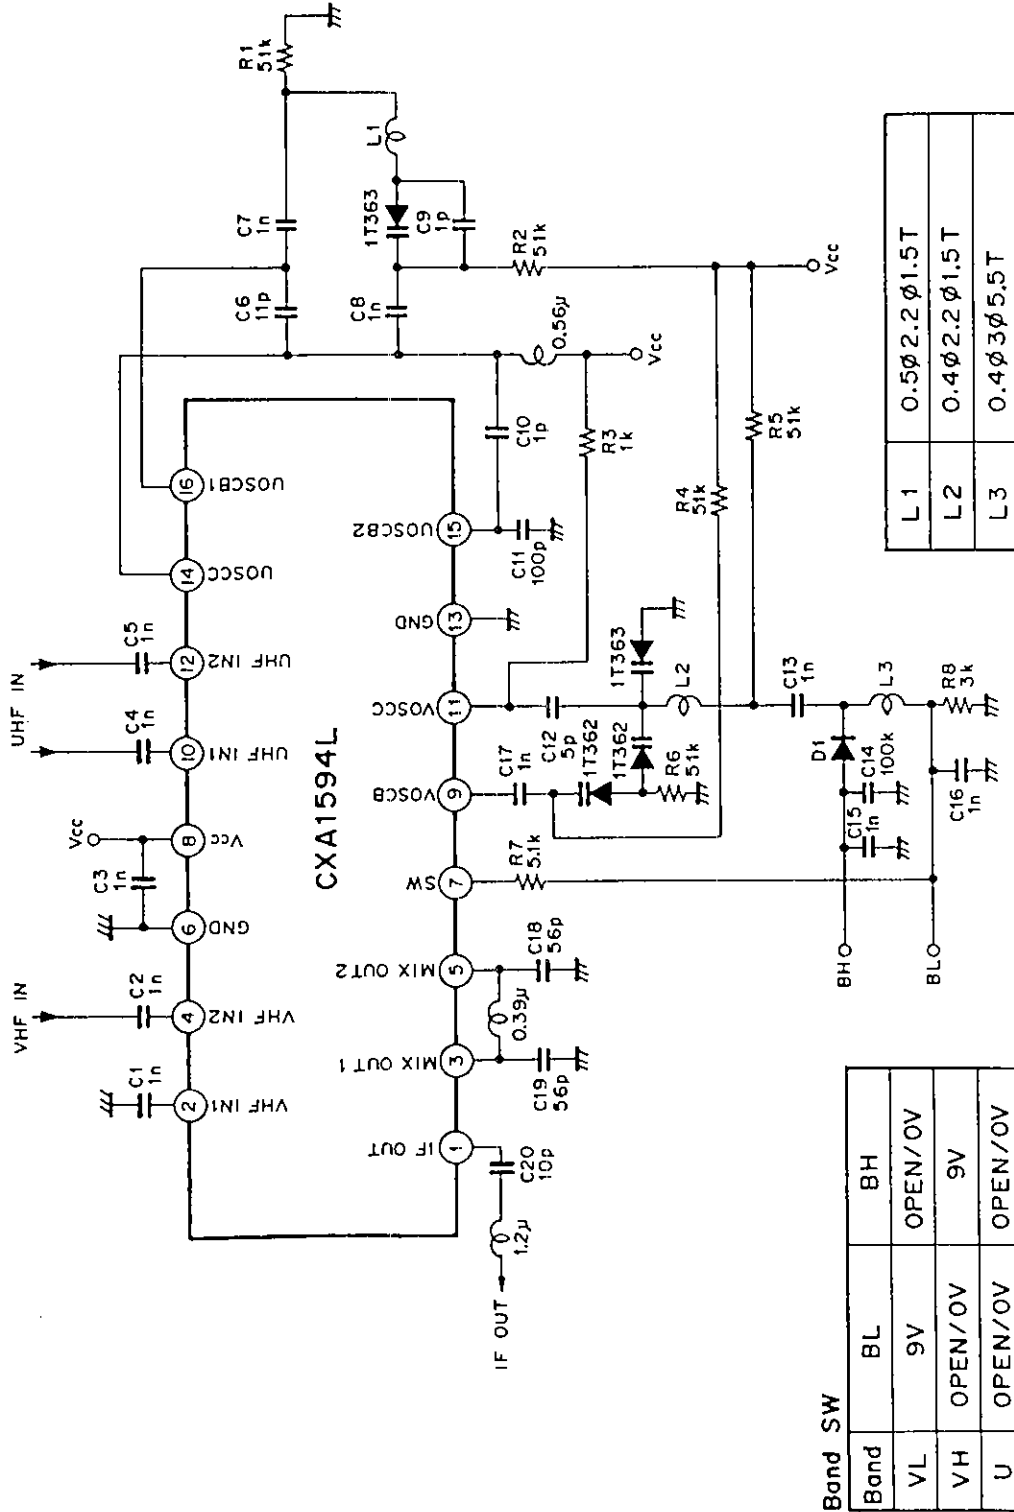 VHF IN
UHF IN
C1
1n
C2
1n
C3
1n
Vcc
C4
1n
C5
1n
C6
11p
C7
1n
R1
51k
2
4
6
8
10
12
14
16
VHF IN1
VHF IN2
GND
Vcc
UHF IN1
UHF IN2
UOSCC
UOSCB1
CXA1594L
IF OUT
MIX OUT1
MIX OUT2
SW
VOSCB
VOSCC
GND
UOSCB2
1
3
5
7
9
11
13
15
L1
C8
1n
1T363
C9
1p
R2
51k
0.56μ
Vcc
Vcc
C10
1p
C11
100p
R3
1k
R4
51k
R5
51k
IF OUT
1.2μ
C20
10p
C19
56p
0.39μ
C18
56p
R7
5.1k
C17
1n
C12
5p
1T362
1T362
R6
51k
1T363
L2
C13
1n
BH
BL
D1
C15
1n
C14
100k
L3
C16
1n
R8
3k
Band SW
Band BL BH
VL 9V OPEN/0V
VH OPEN/0V 9V
U OPEN/0V OPEN/0V
L1 0.5ø2.2ø1.5T
L2 0.4ø2.2ø1.5T
L3 0.4ø3ø5.5T